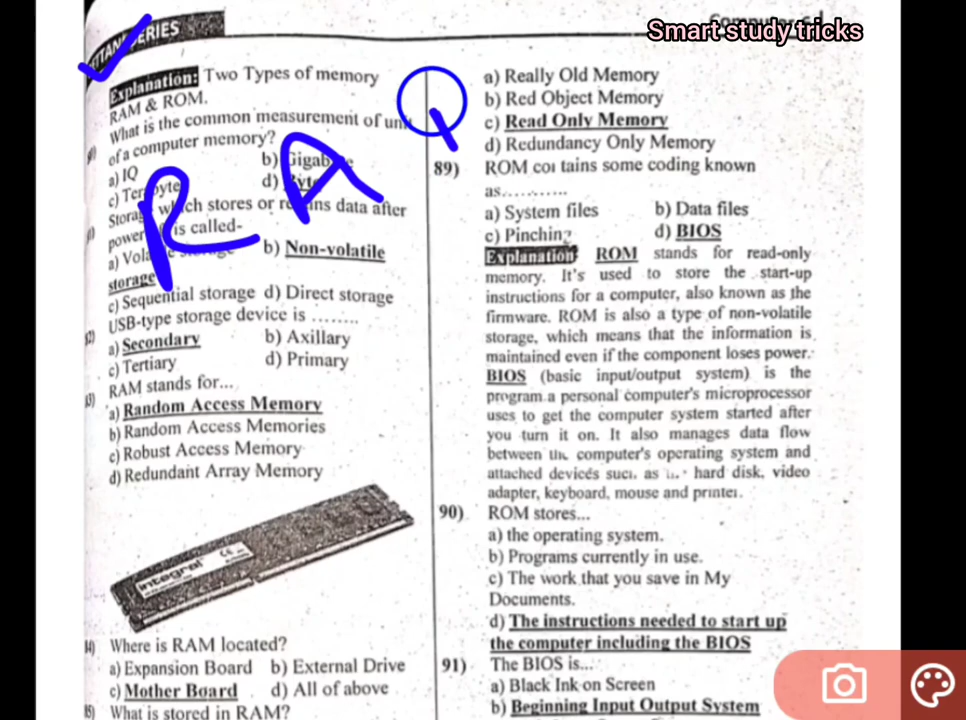 Smart study tricks
ERIES
Explanation: Two Types of memory
RAM & ROM.
What is the common measurement of
of a computer memory?
a) IQ
b)
c)
d)
which stores or data after
power is called-
a)
b) Non-volatile
storage
c) Sequential storage d) Direct storage
USB-type storage device is ........
a) Secondary b) Axillary
c) Tertiary d) Primary
RAM stands for...
a) Random Access Memory
b) Random Access Memories
c) Robust Access Memory
d) Redundant Array Memory
integral
CE
Where is RAM located?
a) Expansion Board b) External Drive
c) Mother Board d) All of above
What is stored in RAM?
R A Q
a) Really Old Memory
b) Red Object Memory
c) Read Only Memory
d) Redundancy Only Memory
89) ROM tains some coding known
as...........
a) System files b) Data files
c) Pinching d) BIOS
Explanation ROM stands for read-only
memory. It's used to store the start-up
instructions for a computer, also known as the
firmware. ROM is also a type of non-volatile
storage, which means that the information is
maintained even if the component loses power.
BIOS (basic input/output system) is the
program a personal computer's microprocessor
uses to get the computer system started after
you turn it on. It also manages data flow
between computer's operating system and
attached devices as hard disk, video
adapter, keyboard, mouse and printer.
90) ROM stores...
a) the operating system.
b) Programs currently in use.
c) The work that you save in My
Documents.
d) The instructions needed to start up
the computer including the BIOS
91) The BIOS is...
a) Black Ink on Screen
b) Beginning Input Output System